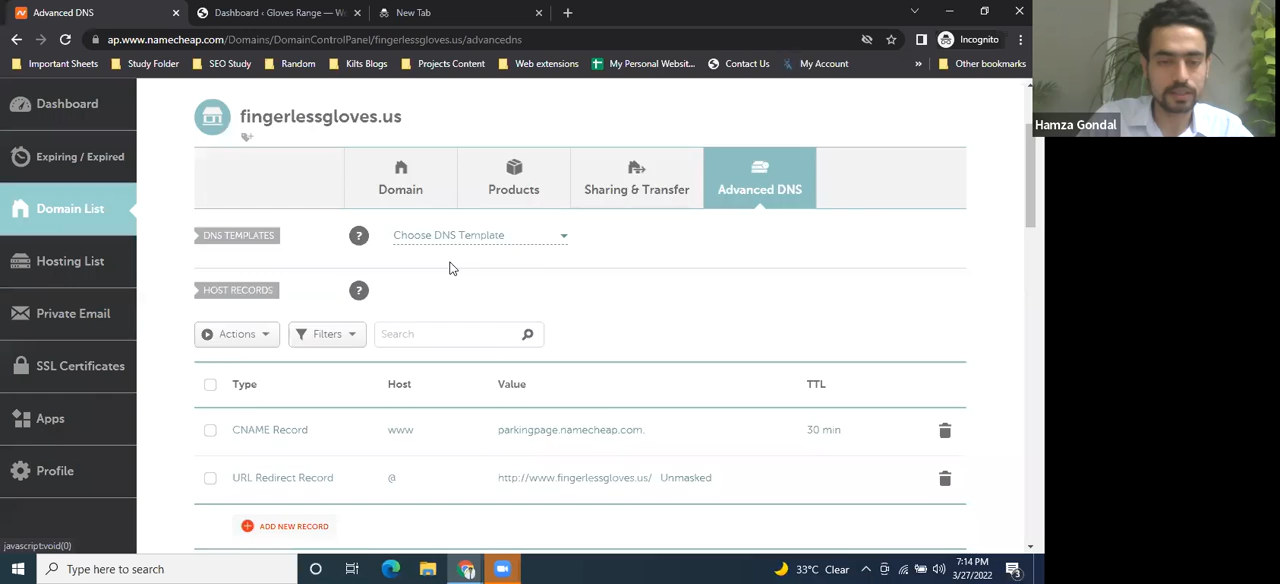 Advanced DNS
Dashboard ‹ Gloves Range — Wo
New Tab
ap.www.namecheap.com/Domains/DomainControlPanel/fingerlessgloves.us/advancedns
Incognito
Important Sheets
Study Folder
SEO Study
Random
Kilts Blogs
Projects Content
Web extensions
My Personal Websit...
Contact Us
My Account
»
Other bookmarks
Dashboard
Expiring / Expired
Domain List
Hosting List
Private Email
SSL Certificates
Apps
Profile
fingerlessgloves.us
Domain
Products
Sharing & Transfer
Advanced DNS
DNS TEMPLATES
?
Choose DNS Template
HOST RECORDS
?
Actions
Filters
Search
Type Host Value TTL
CNAME Record www parkingpage.namecheap.com. 30 min
URL Redirect Record @ http://www.fingerlessgloves.us/ Unmasked
ADD NEW RECORD
javascript:void(0)
Hamza Gondal
Type here to search
33°C Clear
7:14 PM
3/27/2022
3